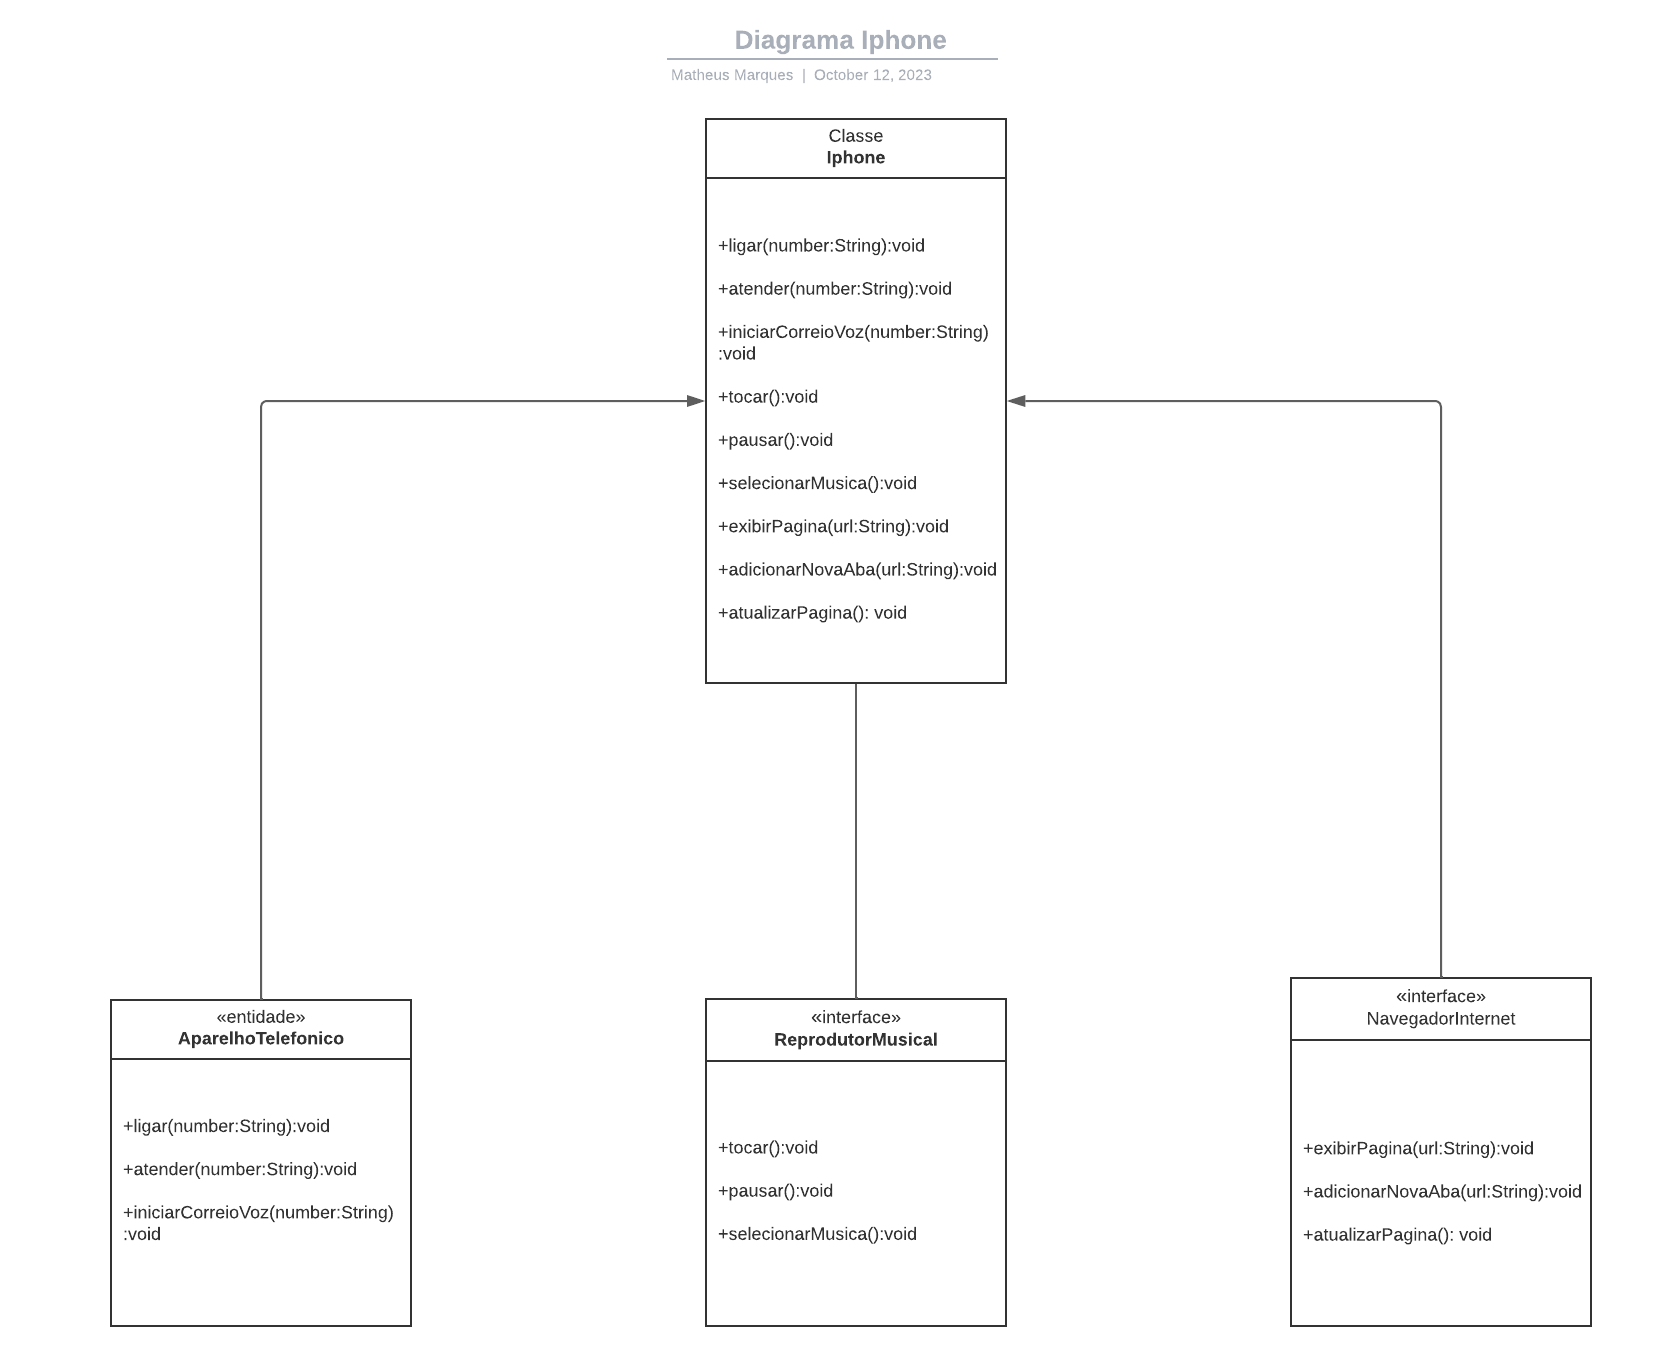 Diagrama Iphone
Matheus Marques | October 12, 2023
Classe
Iphone
+ligar(number:String):void
+atender(number:String):void
+iniciarCorreioVoz(number:String)
:void
+tocar():void
+pausar():void
+selecionarMusica():void
+exibirPagina(url:String):void
+adicionarNovaAba(url:String):void
+atualizarPagina(): void
«entidade»
AparelhoTelefonico
+ligar(number:String):void
+atender(number:String):void
+iniciarCorreioVoz(number:String)
:void
«interface»
ReprodutorMusical
+tocar():void
+pausar():void
+selecionarMusica():void
«interface»
NavegadorInternet
+exibirPagina(url:String):void
+adicionarNovaAba(url:String):void
+atualizarPagina(): void